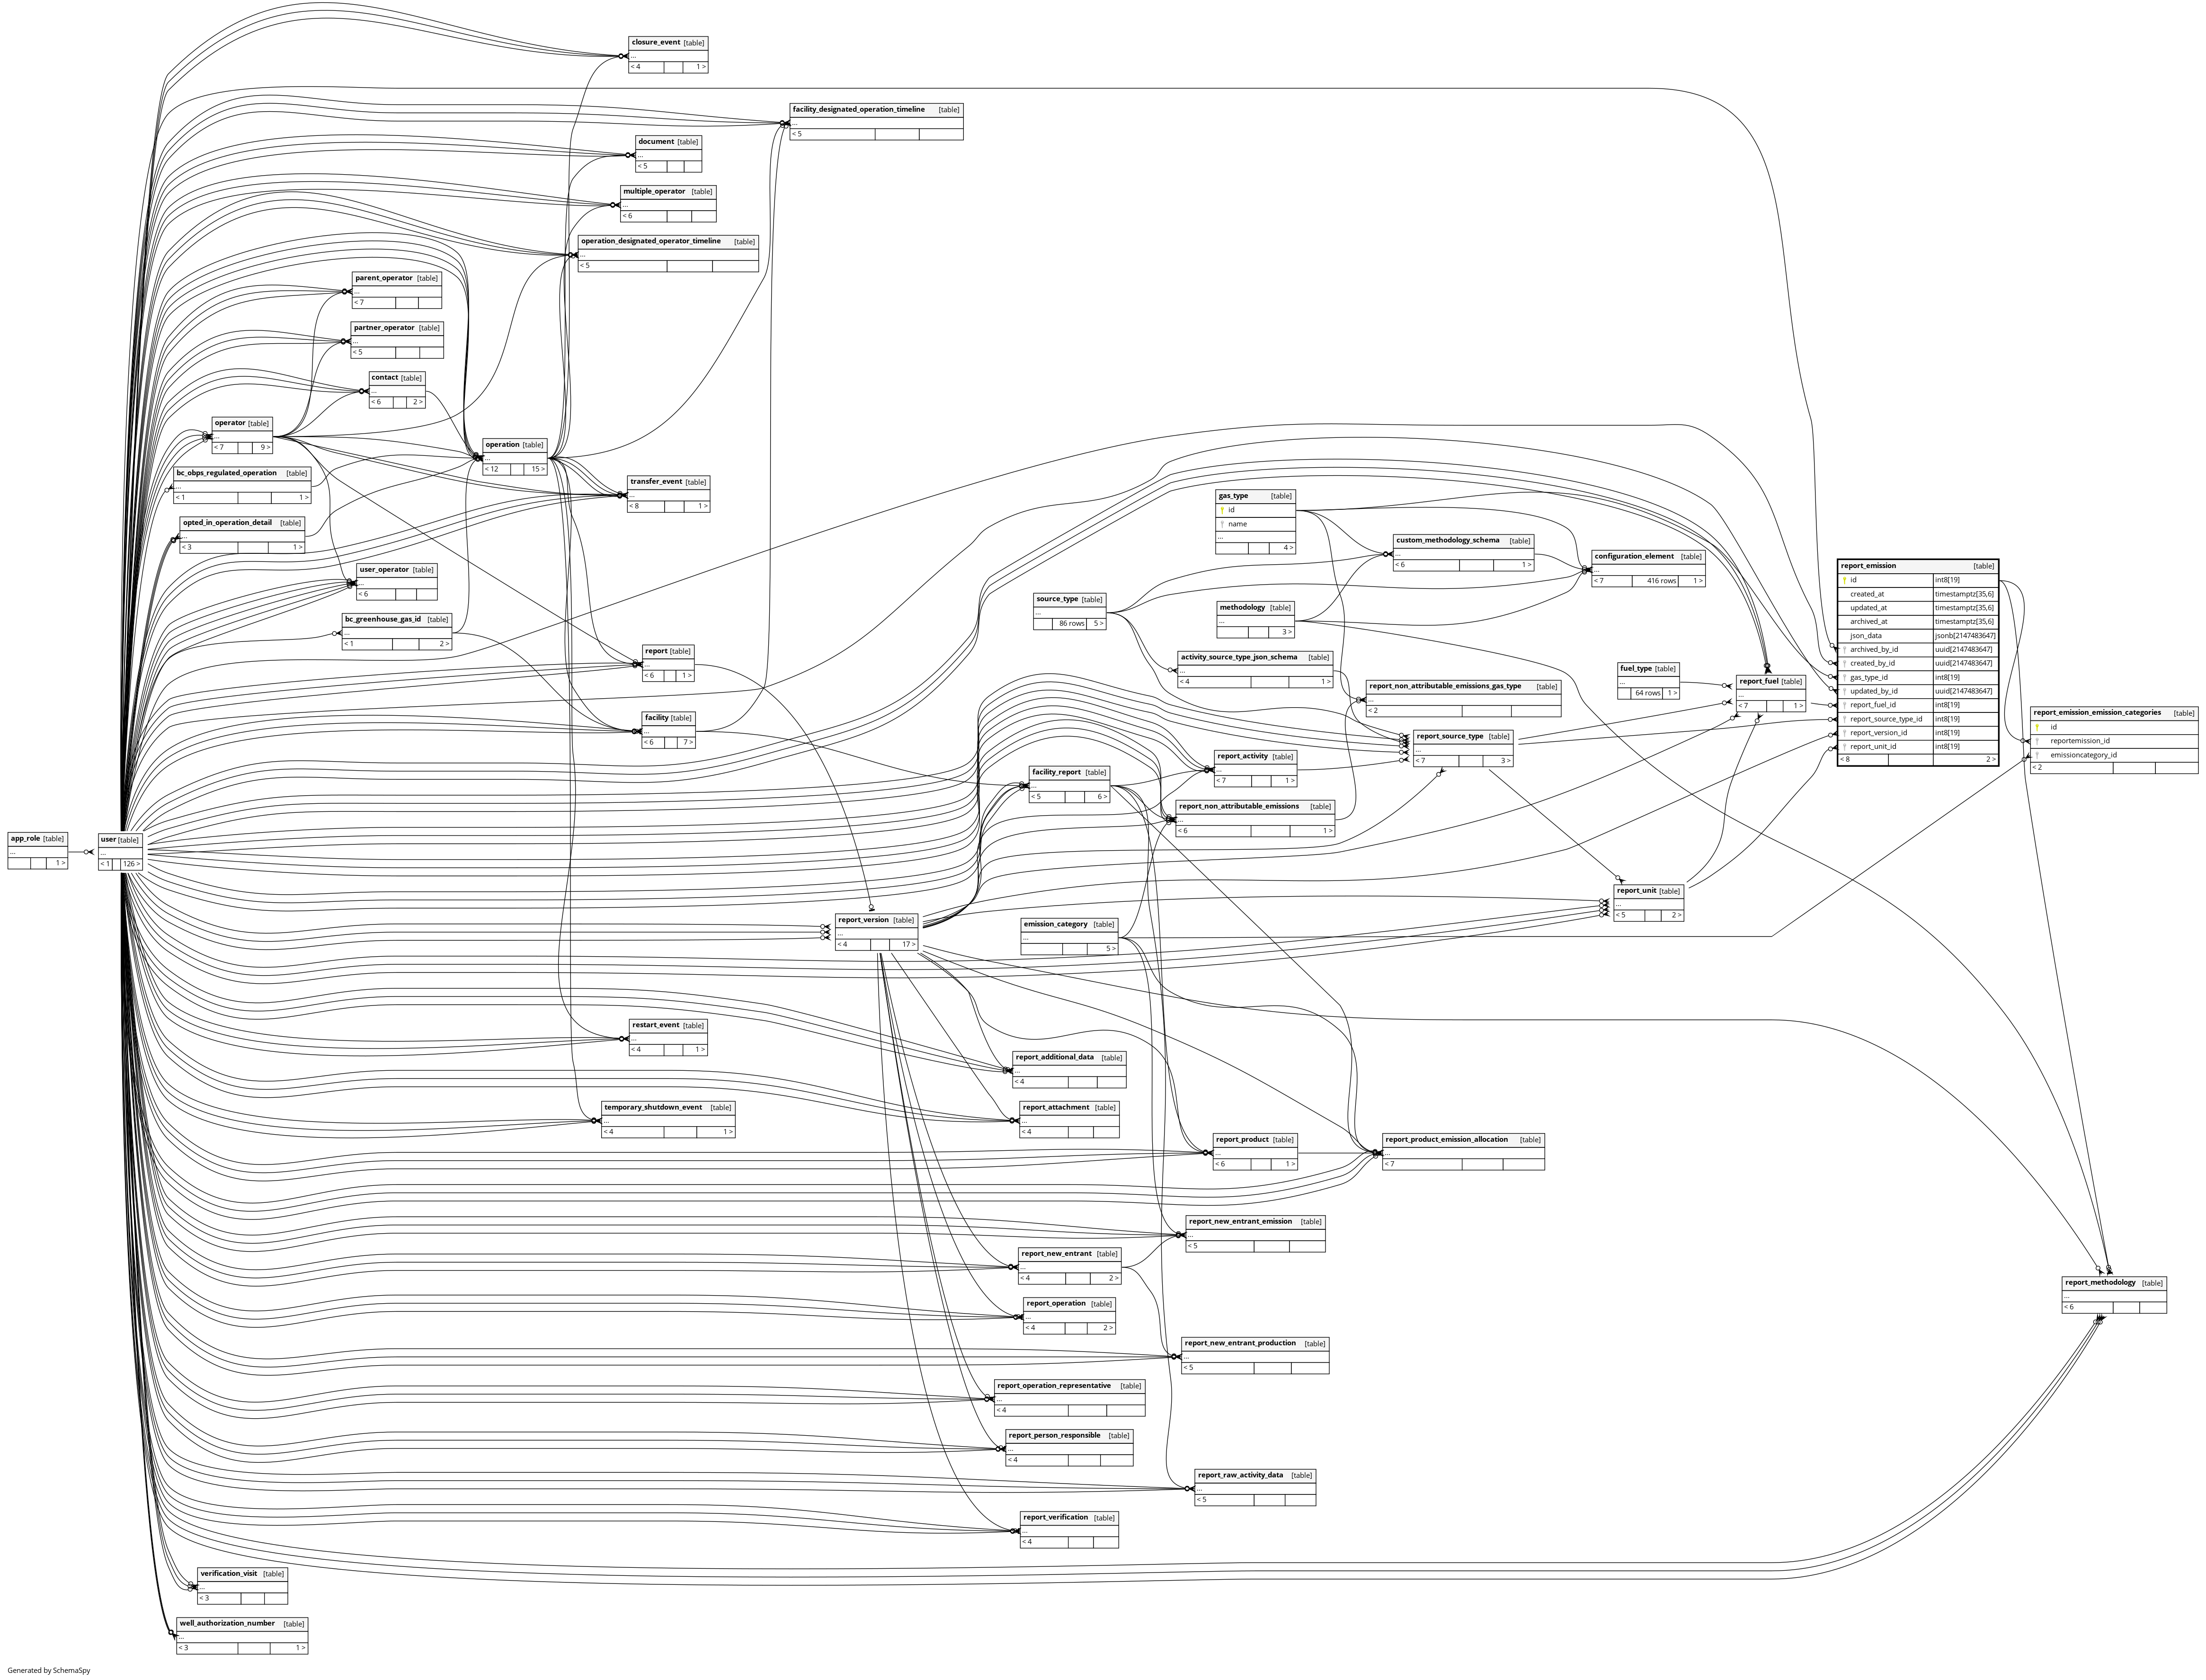 closure_event [table]
...
< 4 1 >
facility_designated_operation_timeline [table]
...
< 5
document [table]
...
< 5
multiple_operator [table]
...
< 6
operation_designated_operator_timeline [table]
...
< 5
parent_operator [table]
...
< 7
partner_operator [table]
...
< 5
contact [table]
...
< 6 2 >
operator [table]
...
< 7 9 >
operation [table]
...
< 12 15 >
bc_obps_regulated_operation [table]
...
< 1 1 >
transfer_event [table]
...
< 8 1 >
opted_in_operation_detail [table]
...
< 3 1 >
user_operator [table]
...
< 6
bc_greenhouse_gas_id [table]
...
< 1 2 >
gas_type [table]
id
name
...
4 >
custom_methodology_schema [table]
...
< 6 1 >
configuration_element [table]
...
< 7 416 rows 1 >
source_type [table]
...
86 rows 5 >
methodology [table]
...
3 >
report [table]
...
< 6 1 >
activity_source_type_json_schema [table]
...
< 4 1 >
fuel_type [table]
...
64 rows 1 >
report_non_attributable_emissions_gas_type [table]
...
< 2
report_fuel [table]
...
< 7 1 >
report_emission [table]
id int8[19]
created_at timestamptz[35,6]
updated_at timestamptz[35,6]
archived_at timestamptz[35,6]
json_data jsonb[2147483647]
archived_by_id uuid[2147483647]
created_by_id uuid[2147483647]
gas_type_id int8[19]
updated_by_id uuid[2147483647]
report_fuel_id int8[19]
report_source_type_id int8[19]
report_version_id int8[19]
report_unit_id int8[19]
< 8 2 >
report_emission_emission_categories [table]
id
reportemission_id
emissioncategory_id
< 2
facility [table]
...
< 6 7 >
report_source_type [table]
...
< 7 3 >
report_activity [table]
...
< 7 1 >
facility_report [table]
...
< 5 6 >
report_non_attributable_emissions [table]
...
< 6 1 >
app_role [table]
...
1 >
user [table]
...
< 1 126 >
report_unit [table]
...
< 5 2 >
report_version [table]
...
< 4 17 >
emission_category [table]
...
5 >
restart_event [table]
...
< 4 1 >
report_additional_data [table]
...
< 4
temporary_shutdown_event [table]
...
< 4 1 >
report_attachment [table]
...
< 4
report_product [table]
...
< 6 1 >
report_product_emission_allocation [table]
...
< 7
report_new_entrant_emission [table]
...
< 5
report_new_entrant [table]
...
< 4 2 >
report_methodology [table]
...
< 6
report_operation [table]
...
< 4 2 >
report_new_entrant_production [table]
...
< 5
report_operation_representative [table]
...
< 4
report_person_responsible [table]
...
< 4
report_raw_activity_data [table]
...
< 5
report_verification [table]
...
< 4
verification_visit [table]
...
< 3
well_authorization_number [table]
...
< 3 1 >
Generated by SchemaSpy